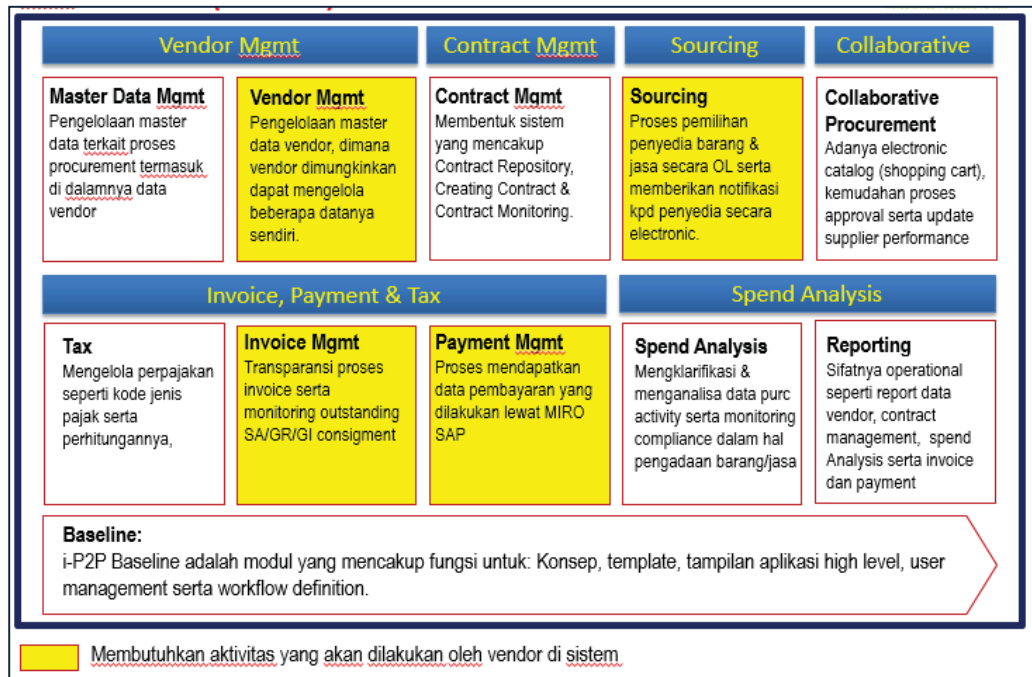 Vendor Mgmt
Contract Mgmt
Sourcing
Collaborative
Master Data Mgmt
Pengelolaan master
data terkait proses
procurement termasuk
di dalamnya data
vendor
Vendor Mgmt
Pengelolaan master
data vendor, dimana
vendor dimungkinkan
dapat mengelola
beberapa datanya
sendiri.
Contract Mgmt
Membentuk sistem
yang mencakup
Contract Repository,
Creating Contract &
Contract Monitoring.
Sourcing
Proses pemilihan
penyedia barang &
jasa secara OL serta
memberikan notifikasi
kpd penyedia secara
electronic.
Collaborative
Procurement
Adanya electronic
catalog (shopping cart),
kemudahan proses
approval serta update
supplier performance
Invoice, Payment & Tax
Spend Analysis
Tax
Mengelola perpajakan
seperti kode jenis
pajak serta
perhitungannya,
Invoice Mgmt
Transparansi proses
invoice serta
monitoring outstanding
SA/GR/GI consigment
Payment Mgmt
Proses mendapatkan
data pembayaran yang
dilakukan lewat MIRO
SAP
Spend Analysis
Mengklarifikasi &
menganalisa data purc
activity serta monitoring
compliance dalam hal
pengadaan barang/jasa
Reporting
Sifatnya operational
seperti report data
vendor, contract
management, spend
Analysis serta invoice
dan payment
Baseline:
i-P2P Baseline adalah modul yang mencakup fungsi untuk: Konsep, template, tampilan aplikasi high level, user
management serta workflow definition.
Membutuhkan aktivitas yang akan dilakukan oleh vendor di sistem